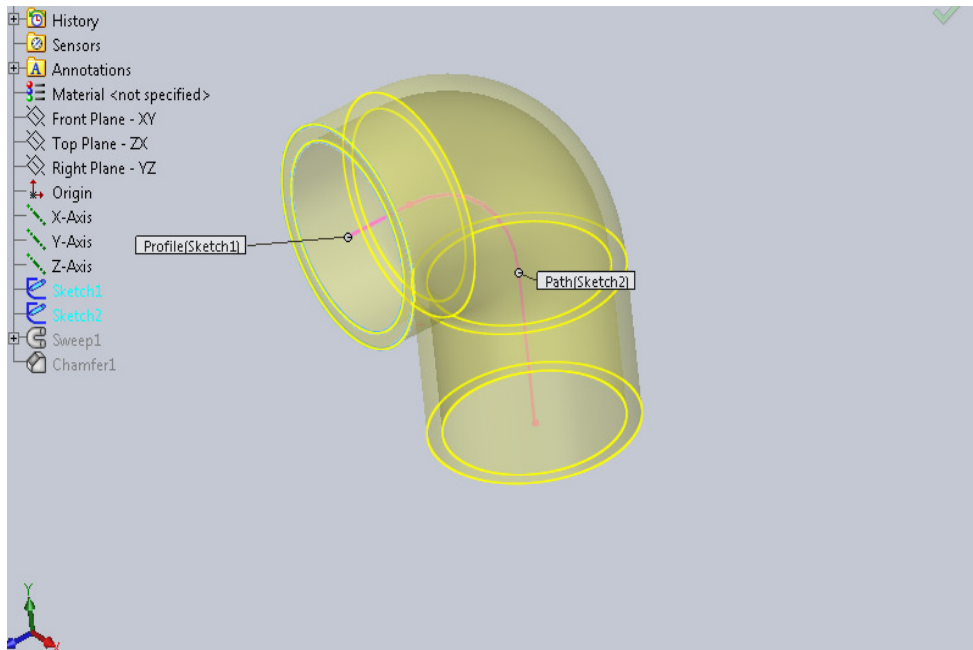 History
Sensors
A Annotations
Material <not specified>
Front Plane - XY
Top Plane - ZX
Right Plane - YZ
Origin
X-Axis
Y-Axis
Z-Axis
Sketch1
Sketch2
Sweep1
Chamfer1
Profile(Sketch1)
Path(Sketch2)
Y
X